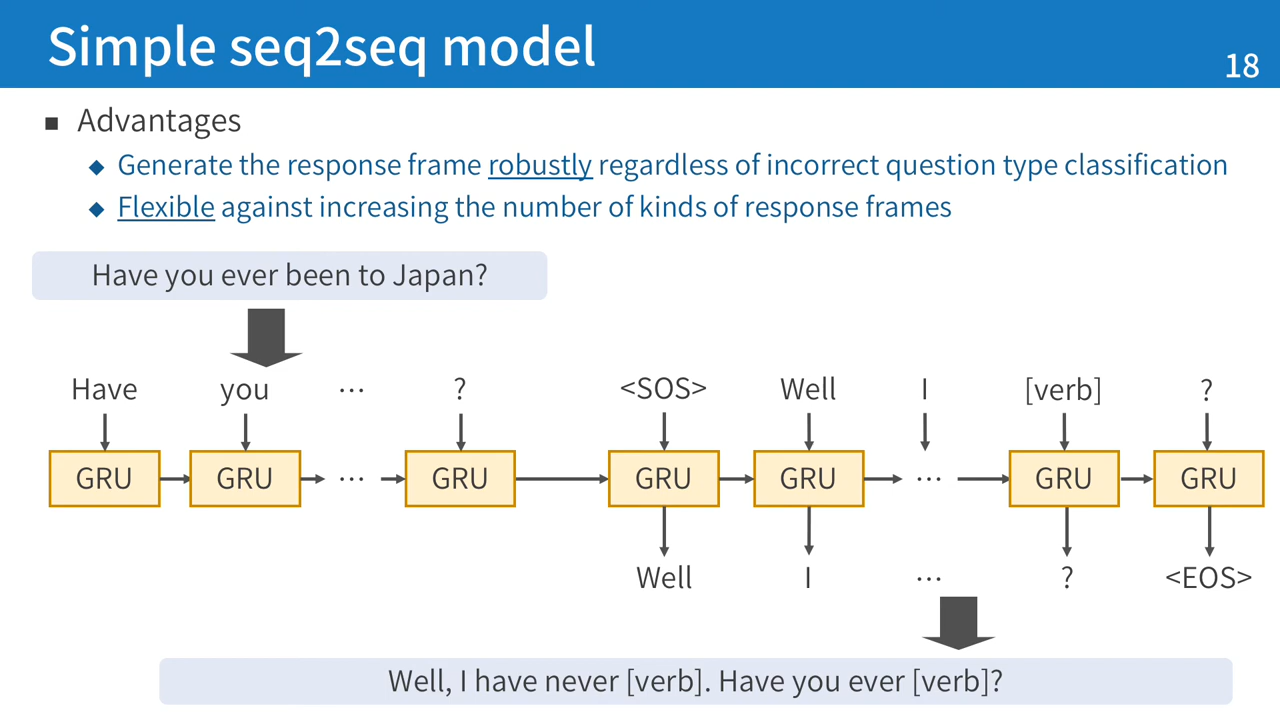 Simple seq2seq model
18
■ Advantages
◆ Generate the response frame robustly regardless of incorrect question type classification
◆ Flexible against increasing the number of kinds of response frames
Have you ever been to Japan?
Have you ... ? <SOS> Well I [verb] ?
GRU GRU ... GRU GRU GRU ... GRU GRU
Well I ... ? <EOS>
Well, I have never [verb]. Have you ever [verb]?